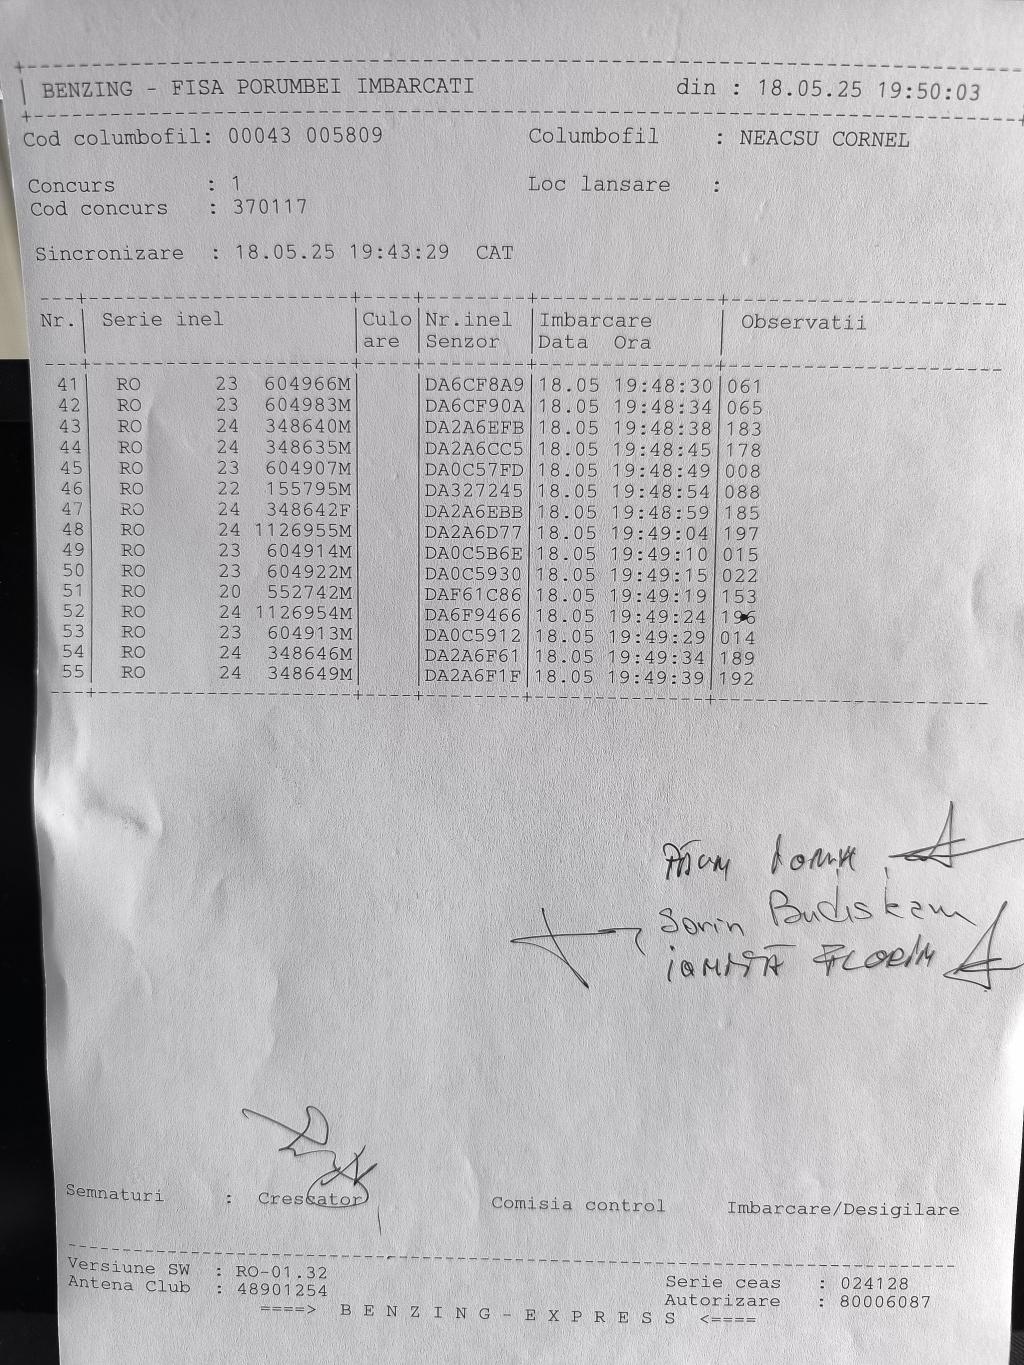 BENZING - FISA PORUMBEI IMBARCATI din : 18.05.25 19:50:03
Cod columbofil: 00043 005809 Columbofil : NEACSU CORNEL
Concurs : 1 Loc lansare :
Cod concurs : 370117
Sincronizare : 18.05.25 19:43:29 CAT
Nr. Serie inel Culo Nr.inel Imbarcare Observatii
are Senzor Data Ora
41 RO 23 604966M DA6CF8A9 18.05 19:48:30 061
42 RO 23 604983M DA6CF90A 18.05 19:48:34 065
43 RO 24 348640M DA2A6EFB 18.05 19:48:38 183
44 RO 24 348635M DA2A6CC5 18.05 19:48:45 178
45 RO 23 604907M DA0C57FD 18.05 19:48:49 008
46 RO 22 155795M DA327245 18.05 19:48:54 088
47 RO 24 348642F DA2A6EBB 18.05 19:48:59 185
48 RO 24 1126955M DA2A6D77 18.05 19:49:04 197
49 RO 23 604914M DA0C5B6E 18.05 19:49:10 015
50 RO 23 604922M DA0C5930 18.05 19:49:15 022
51 RO 20 552742M DAF61C86 18.05 19:49:19 153
52 RO 24 1126954M DA6F9466 18.05 19:49:24 196
53 RO 23 604913M DA0C5912 18.05 19:49:29 014
54 RO 24 348646M DA2A6F61 18.05 19:49:34 189
55 RO 24 348649M DA2A6F1F 18.05 19:49:39 192
Sorin
IONIȚĂ FLORIN
Semnaturi : Crescator Comisia control Imbarcare/Desigilare
Versiune SW : RO-01.32 Serie ceas : 024128
Antena Club : 48901254 Autorizare : 80006087
====> B E N Z I N G - E X P R E S S <====